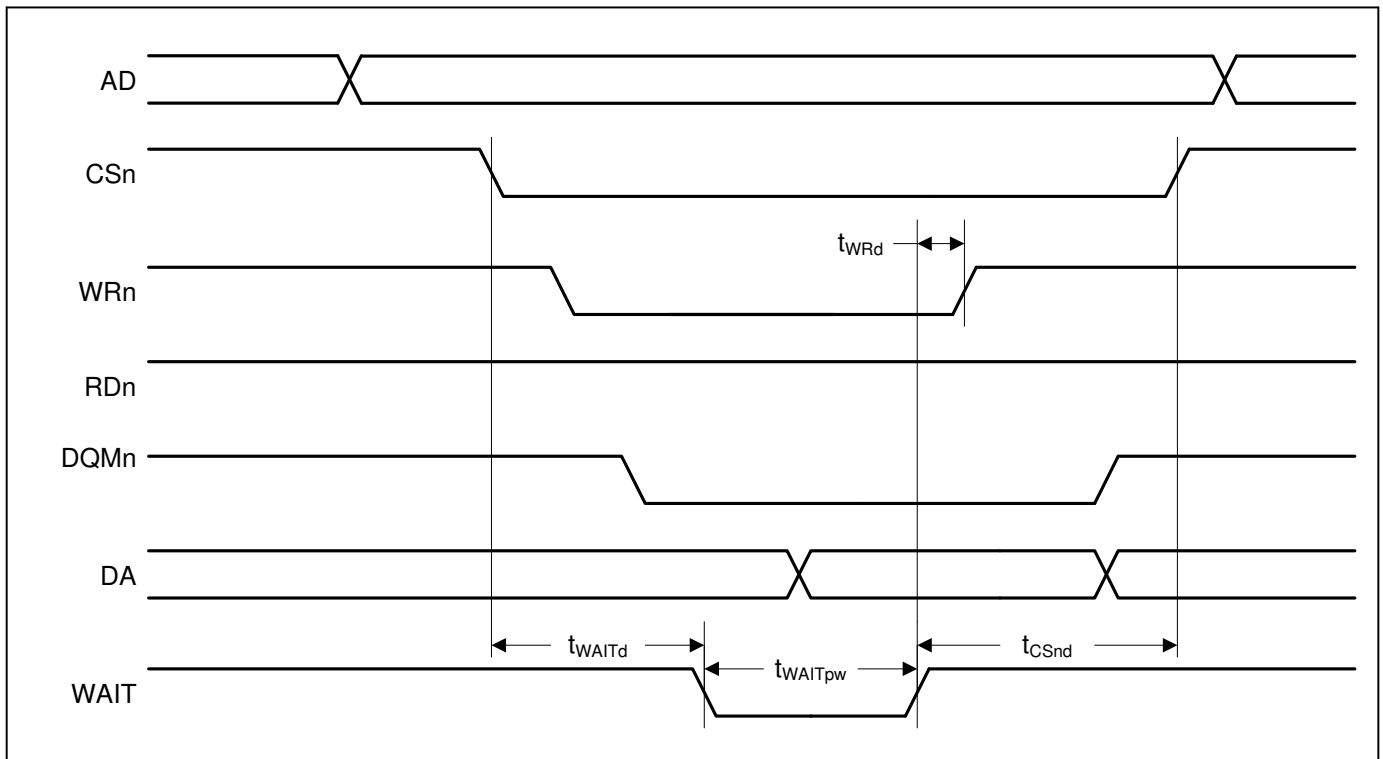 AD
CSn
tWRd
WRn
RDn
DQMn
DA
tWAITd
tWAITpw
tCSnd
WAIT